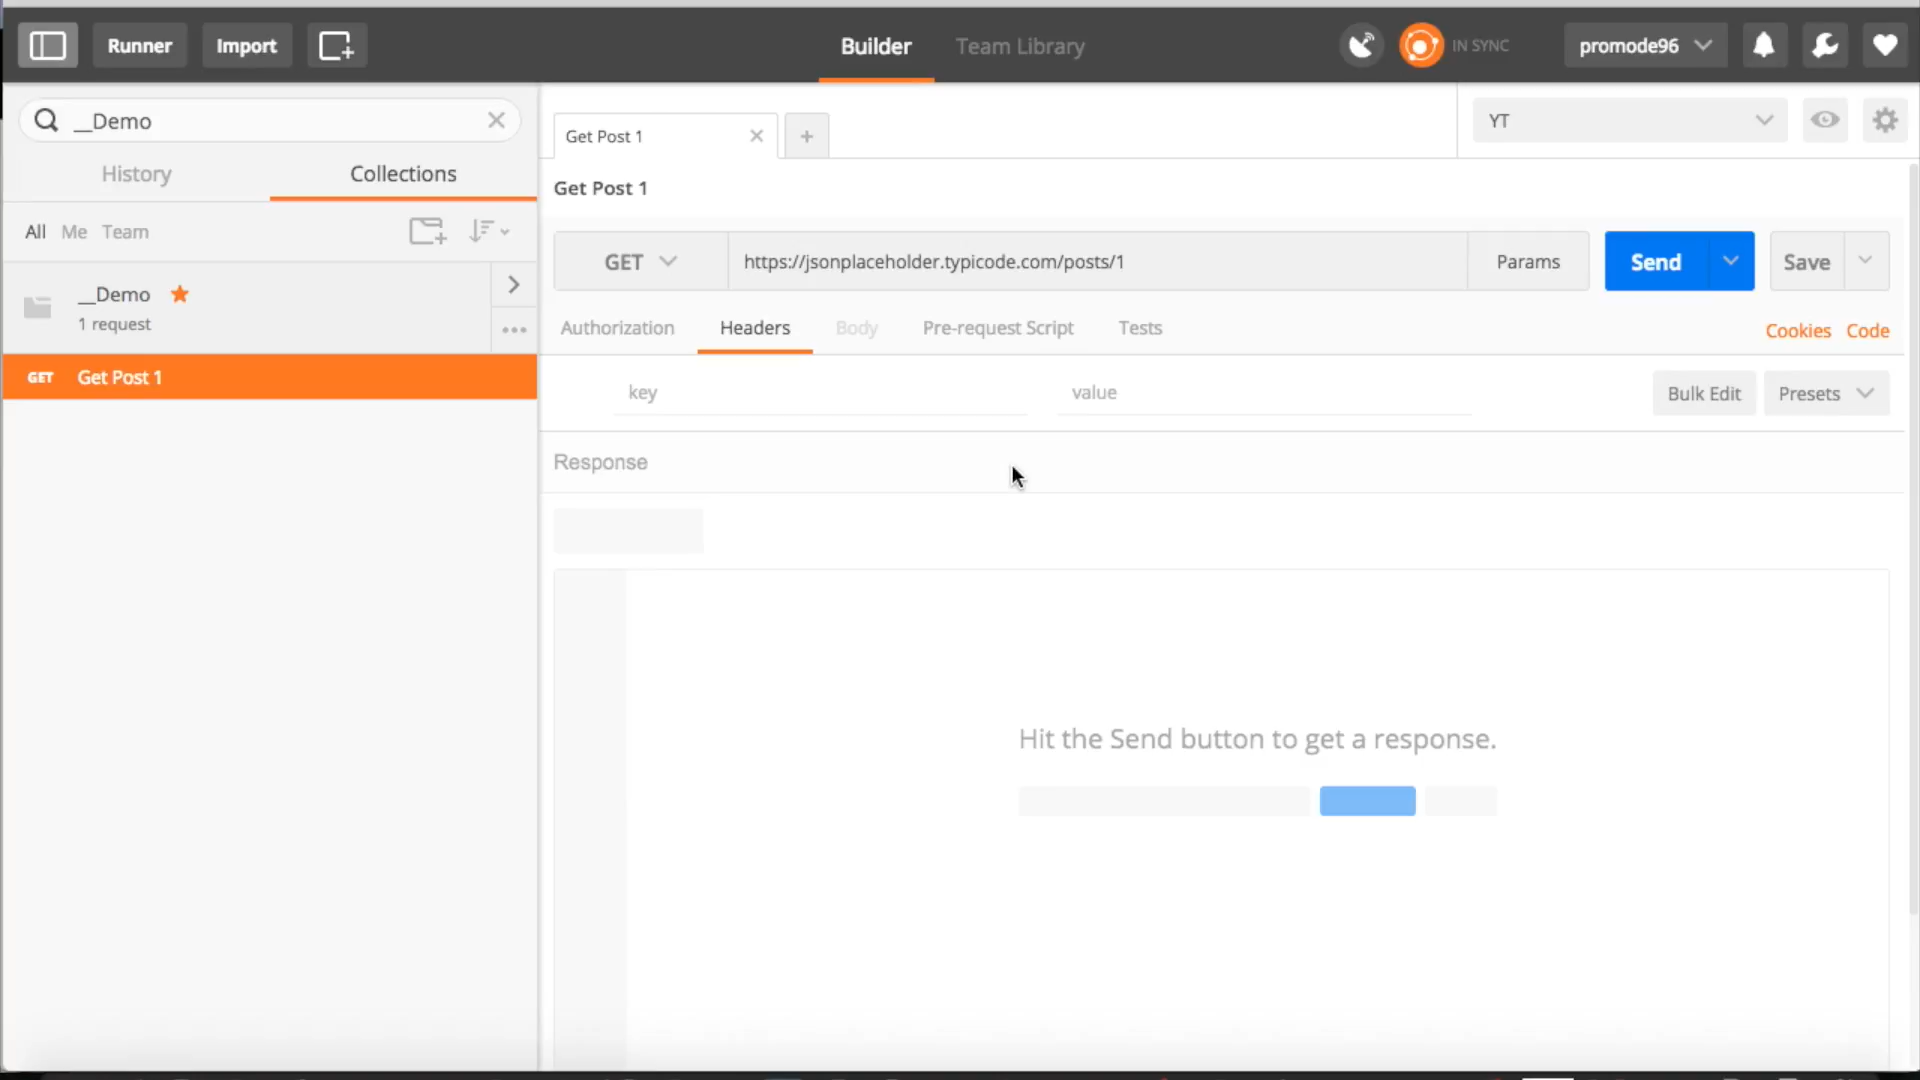 Runner Import Builder Team Library IN SYNC promode96
__Demo
Get Post 1
YT
History Collections
Get Post 1
All Me Team
GET https://jsonplaceholder.typicode.com/posts/1 Params Send Save
__Demo
1 request
Authorization Headers Body Pre-request Script Tests Cookies Code
GET Get Post 1
key value Bulk Edit Presets
Response
Hit the Send button to get a response.